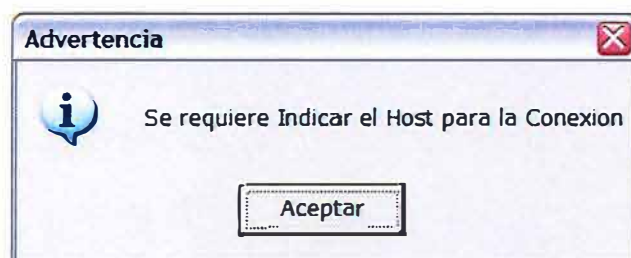 Advertencia
Se requiere Indicar el Host para la Conexion
Aceptar